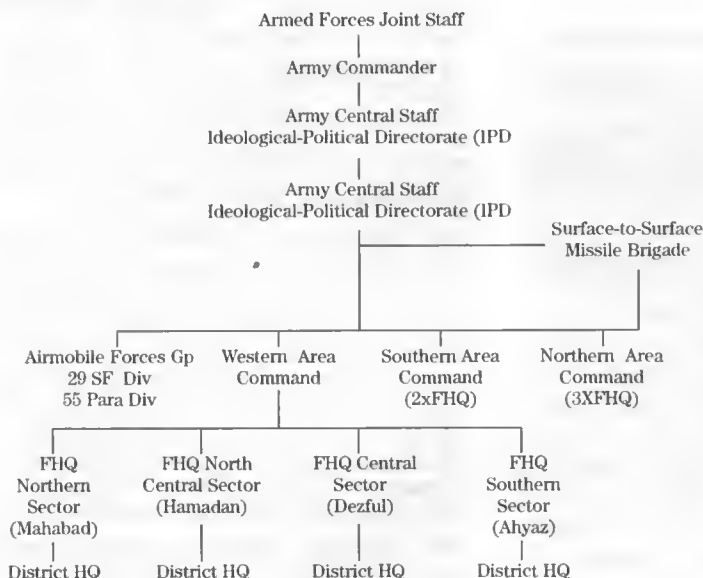 Armed Forces Joint Staff
Army Commander
Army Central Staff
Ideological-Political Directorate (IPD
Army Central Staff
Ideological-Political Directorate (IPD
Surface-to-Surface
Missile Brigade
Airmobile Forces Gp
29 SF Div
55 Para Div
Western Area
Command
Southern Area
Command
(2xFHQ)
Northern Area
Command
(3XFHQ)
FHQ
Northern
Sector
(Mahabad)
FHQ North
Central Sector
(Hamadan)
FHQ Central
Sector
(Dezful)
FHQ
Southern
Sector
(Ahyaz)
District HQ
District HQ
District HQ
District HQ